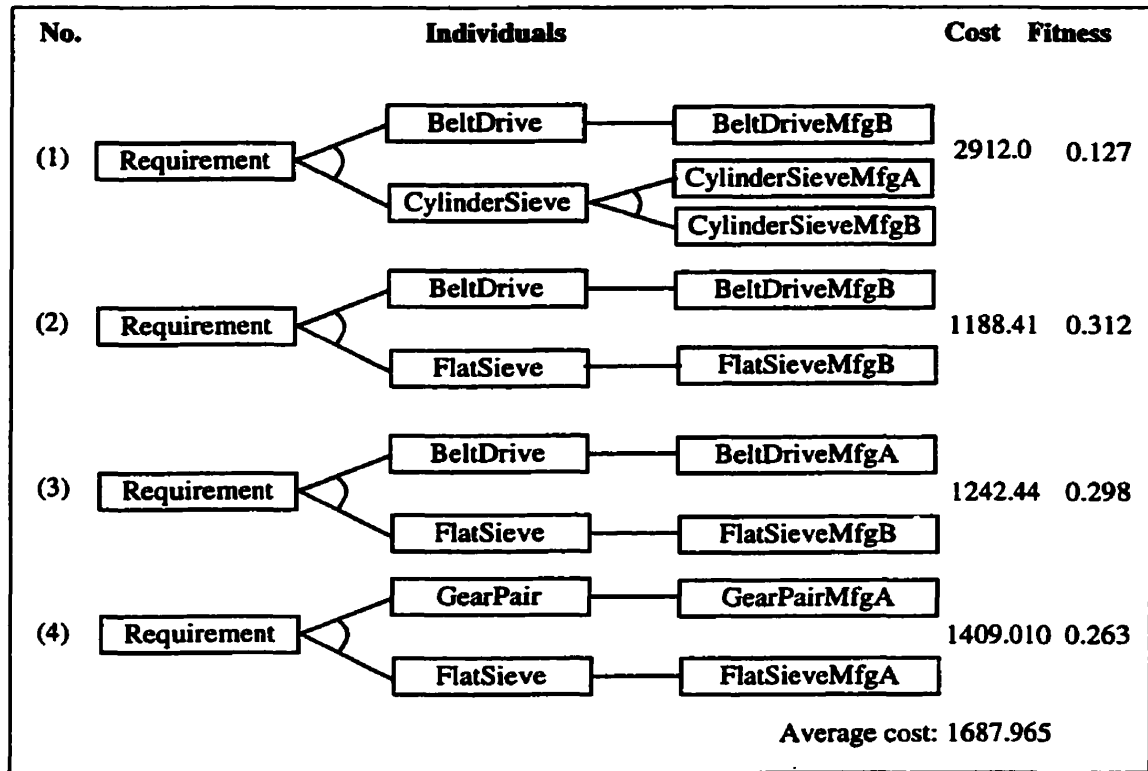 No. Individuals Cost Fitness
BeltDrive BeltDriveMfgB
(1) Requirement 2912.0 0.127
CylinderSieveMfgA
CylinderSieve
CylinderSieveMfgB
BeltDrive BeltDriveMfgB
(2) Requirement 1188.41 0.312
FlatSieve FlatSieveMfgB
BeltDrive BeltDriveMfgA
(3) Requirement 1242.44 0.298
FlatSieve FlatSieveMfgB
GearPair GearPairMfgA
(4) Requirement 1409.010 0.263
FlatSieve FlatSieveMfgA
Average cost: 1687.965